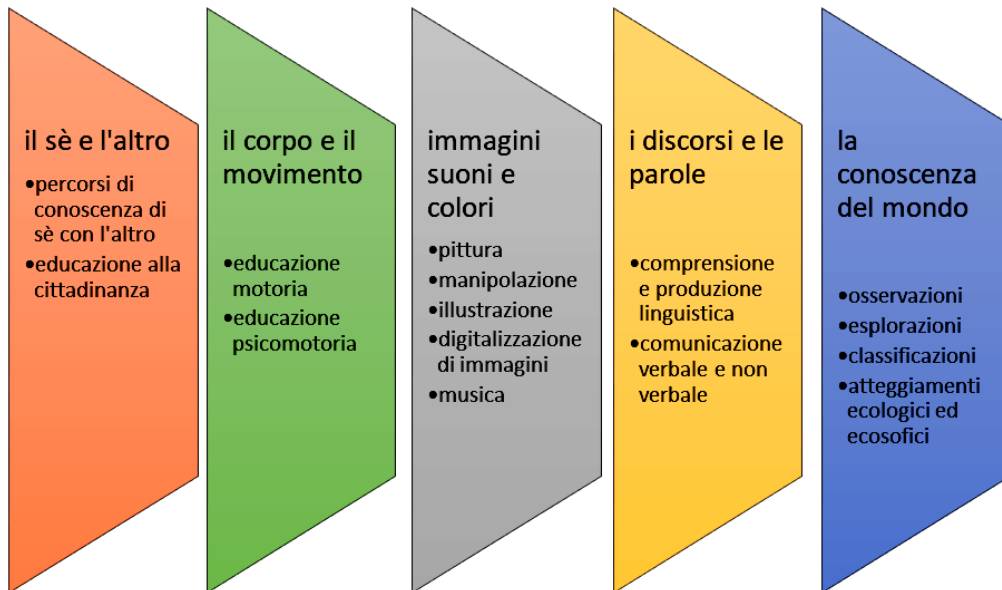 il sè e l'altro
•percorsi di
conoscenza di
sè con l'altro
•educazione alla
cittadinanza
il corpo e il
movimento
•educazione
motoria
•educazione
psicomotoria
immagini
suoni e
colori
•pittura
•manipolazione
•illustrazione
•digitalizzazione
di immagini
•musica
i discorsi e le
parole
•comprensione
e produzione
linguistica
•comunicazione
verbale e non
verbale
la
conoscenza
del mondo
•osservazioni
•esplorazioni
•classificazioni
•atteggiamenti
ecologici ed
ecosofici